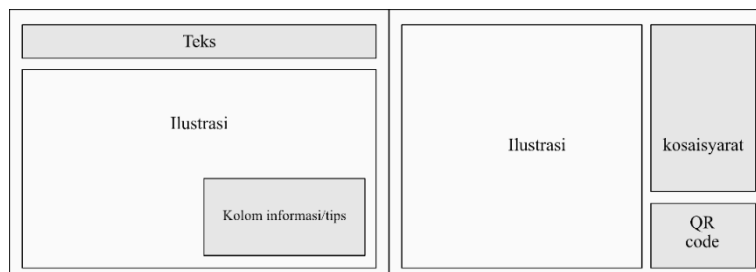 Teks
Ilustrasi
Kolom informasi/tips
Ilustrasi
kosaisyarat
QR
code